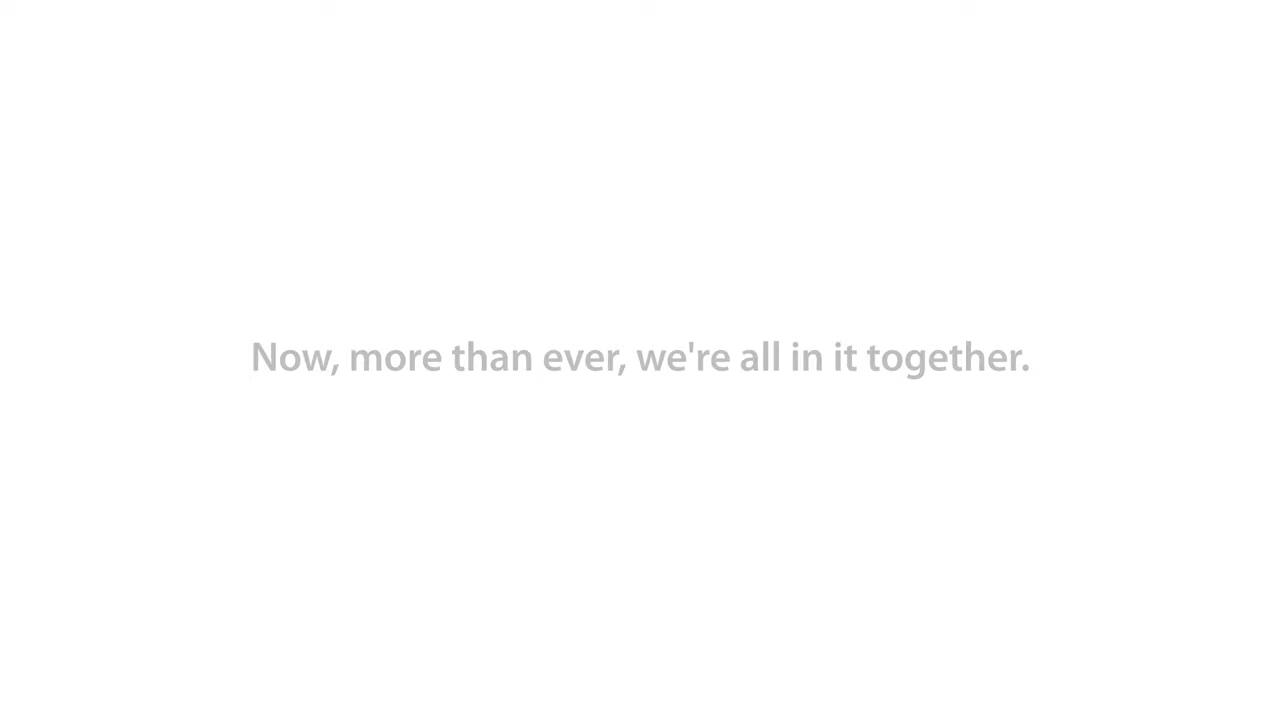 Now, more than ever, we're all in it together.